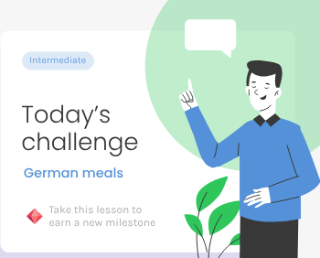 Intermediate
Today’s
challenge
German meals
Take this lesson to
earn a new milestone